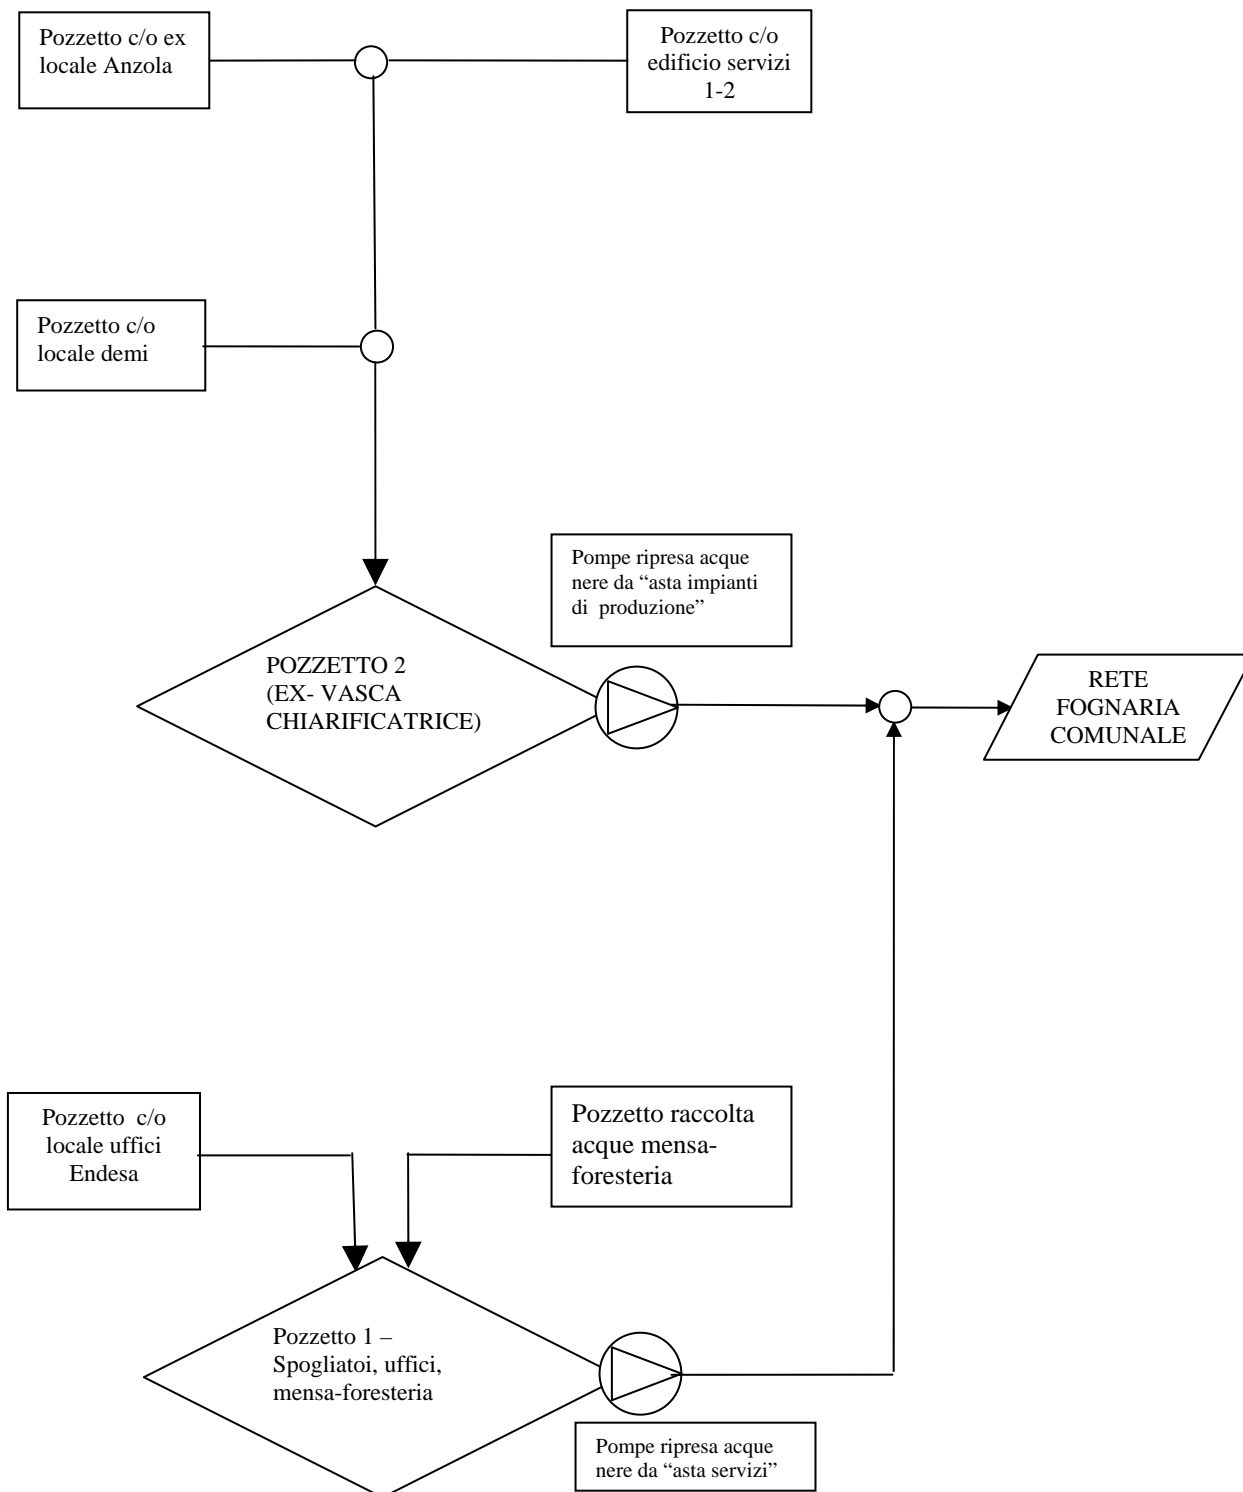 Pozzetto c/o ex
locale Anzola
Pozzetto c/o
edificio servizi
1-2
Pozzetto c/o
locale demi
Pompe ripresa acque
nere da “asta impianti
di produzione”
POZZETTO 2
(EX- VASCA
CHIARIFICATRICE)
RETE
FOGNARIA
COMUNALE
Pozzetto c/o
locale uffici
Endesa
Pozzetto raccolta
acque mensa-
foresteria
Pozzetto 1 –
Spogliatoi, uffici,
mensa-foresteria
Pompe ripresa acque
nere da “asta servizi”